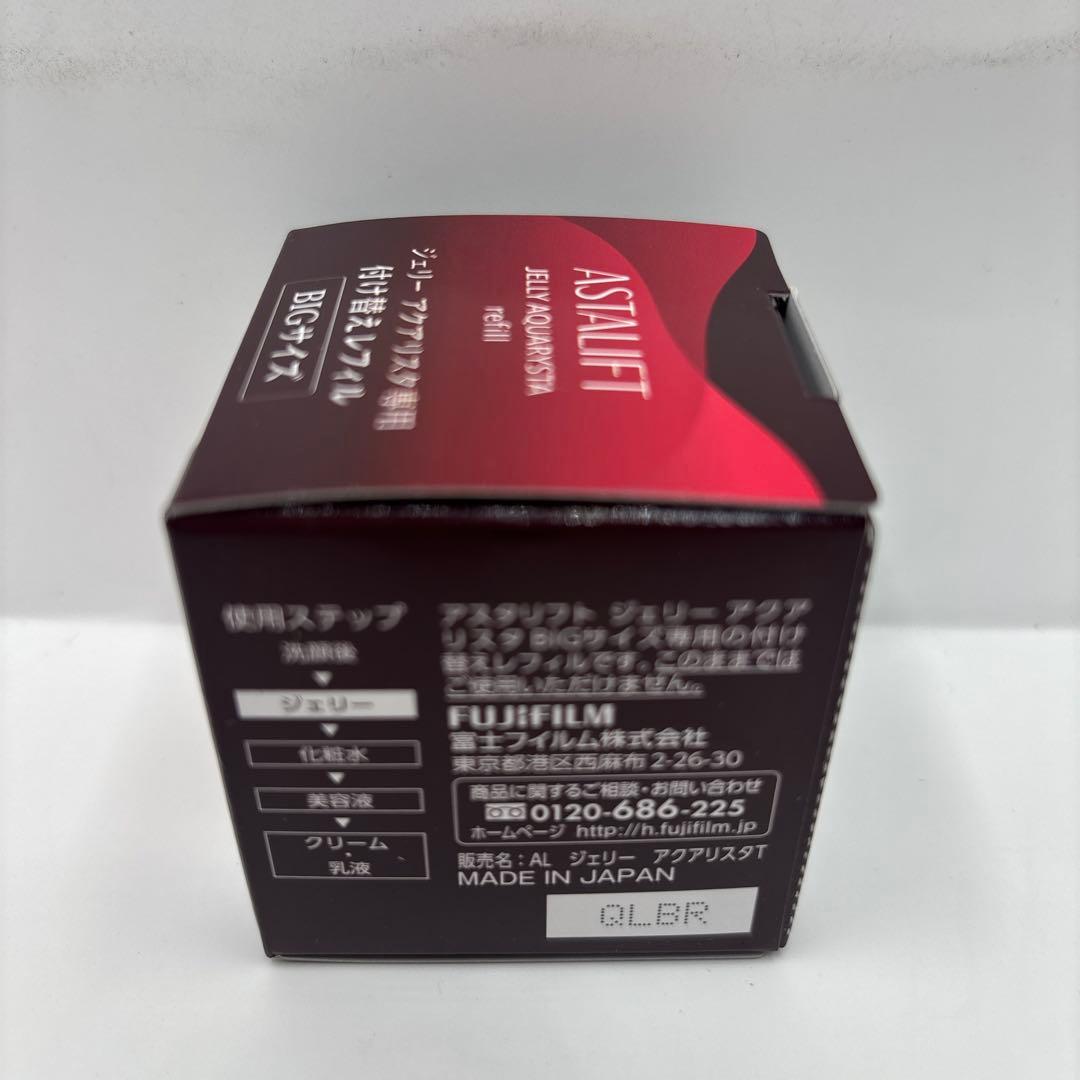 ASTALIFT
JELLY AQUARYSTA
refill
ジェリー アクアリスタ専用
付け替えレフィル
BIGサイズ
使用ステップ
洗顔後
▼
ジェリー
▼
化粧水
▼
美容液
▼
クリーム
・
乳液
アスタリフト ジェリー アクア
リスタ BIGサイズ専用の付け
替えレフィルです。このままでは
ご使用いただけません。
FUJIFILM
富士フイルム株式会社
東京都港区西麻布 2-26-30
商品に関するご相談・お問い合わせ
0120-686-225
ホームページ http://h.fujifilm.jp
販売名：AL ジェリー アクアリスタT
MADE IN JAPAN
QLBR